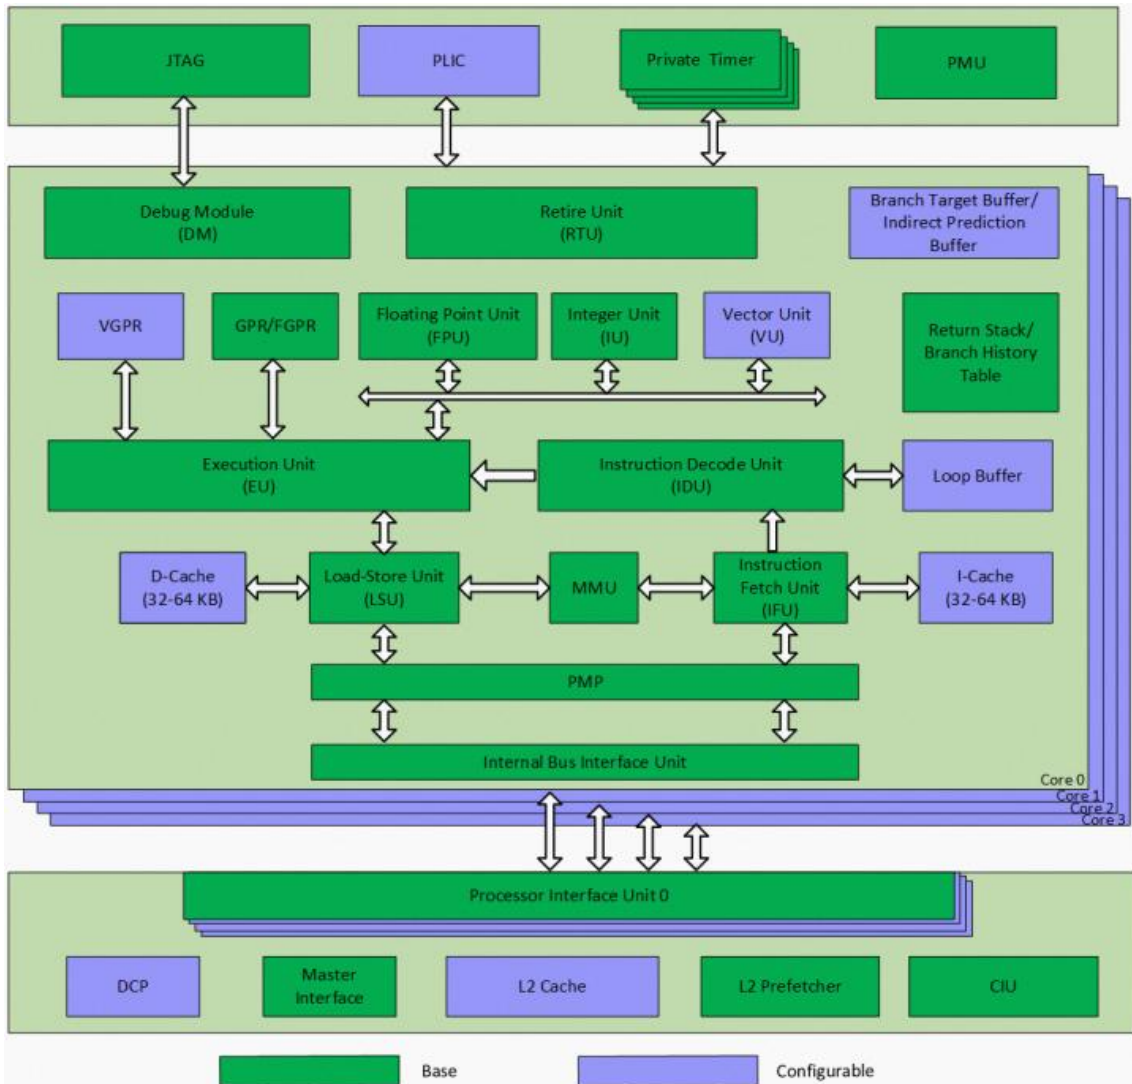 JTAG
PLIC
Private Timer
PMU
Debug Module
(DM)
Retire Unit
(RTU)
Branch Target Buffer/
Indirect Prediction
Buffer
VGPR
GPR/FGPR
Floating Point Unit
(FPU)
Integer Unit
(IU)
Vector Unit
(VU)
Return Stack/
Branch History
Table
Execution Unit
(EU)
Instruction Decode Unit
(IDU)
Loop Buffer
D-Cache
(32-64 KB)
Load-Store Unit
(LSU)
MMU
Instruction
Fetch Unit
(IFU)
I-Cache
(32-64 KB)
PMP
Internal Bus Interface Unit
Core 0
Core 1
Core 2
Core 3
Processor Interface Unit 0
DCP
Master
Interface
L2 Cache
L2 Prefetcher
CIU
Base
Configurable